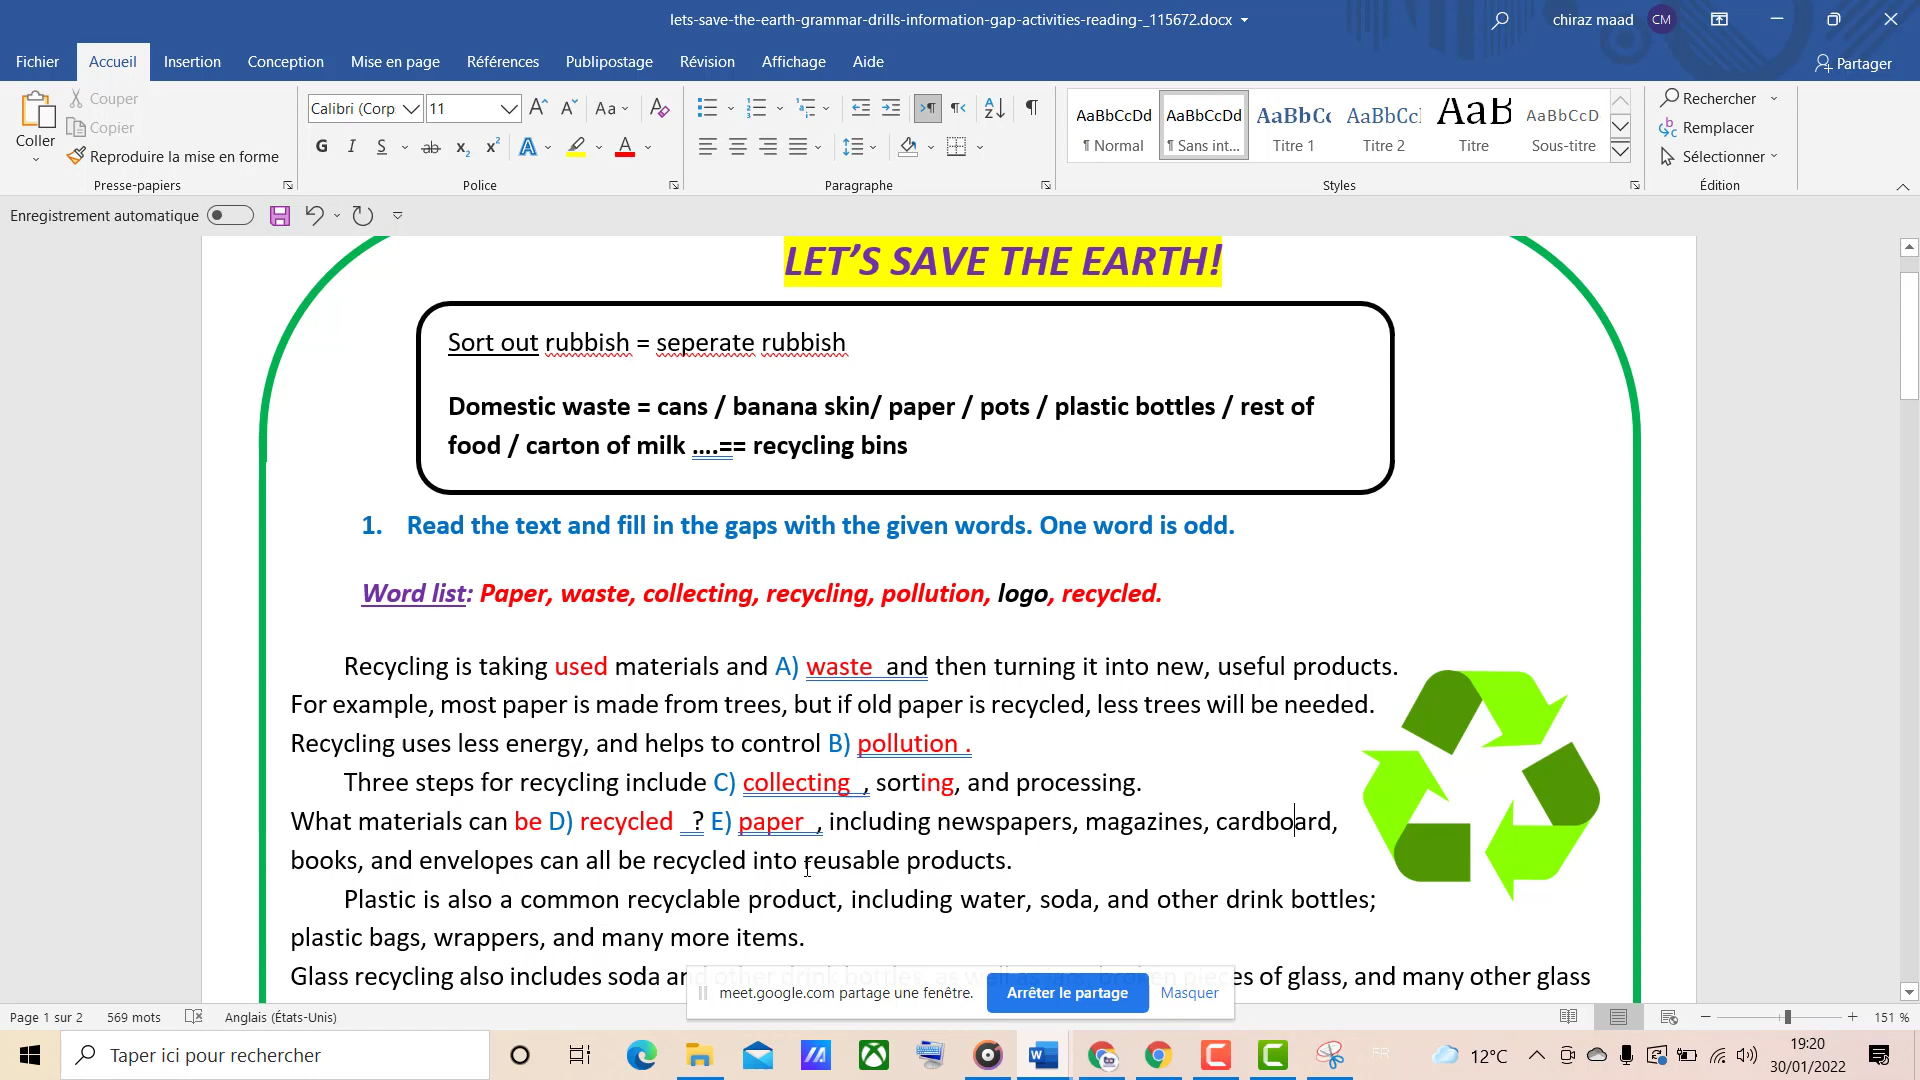 lets-save-the-earth-grammar-drills-information-gap-activities-reading-_115672.docx
chiraz maad CM
Fichier Accueil Insertion Conception Mise en page Références Publipostage Révision Affichage Aide Partager
Coller
Couper
Copier
Reproduire la mise en forme
Presse-papiers
Calibri (Corp 11
Police
Paragraphe
AaBbCcDd AaBbCcDd AaBbCc AaBbCcI AaB AaBbCcD
¶ Normal ¶ Sans int... Titre 1 Titre 2 Titre Sous-titre
Styles
Rechercher
Remplacer
Sélectionner
Édition
Enregistrement automatique
LET’S SAVE THE EARTH!
Sort out rubbish = seperate rubbish
Domestic waste = cans / banana skin/ paper / pots / plastic bottles / rest of
food / carton of milk ....== recycling bins
1. Read the text and fill in the gaps with the given words. One word is odd.
Word list: Paper, waste, collecting, recycling, pollution, logo, recycled.
Recycling is taking used materials and A) waste and then turning it into new, useful products.
For example, most paper is made from trees, but if old paper is recycled, less trees will be needed.
Recycling uses less energy, and helps to control B) pollution .
Three steps for recycling include C) collecting , sorting, and processing.
What materials can be D) recycled ? E) paper , including newspapers, magazines, cardboard,
books, and envelopes can all be recycled into reusable products.
Plastic is also a common recyclable product, including water, soda, and other drink bottles;
plastic bags, wrappers, and many more items.
Glass recycling also includes soda and other drink bottles, as well as broken pieces of glass, and many other glass
meet.google.com partage une fenêtre. Arrêter le partage Masquer
Page 1 sur 2 569 mots Anglais (États-Unis) 151 %
Taper ici pour rechercher
FR 12°C 19:20
30/01/2022